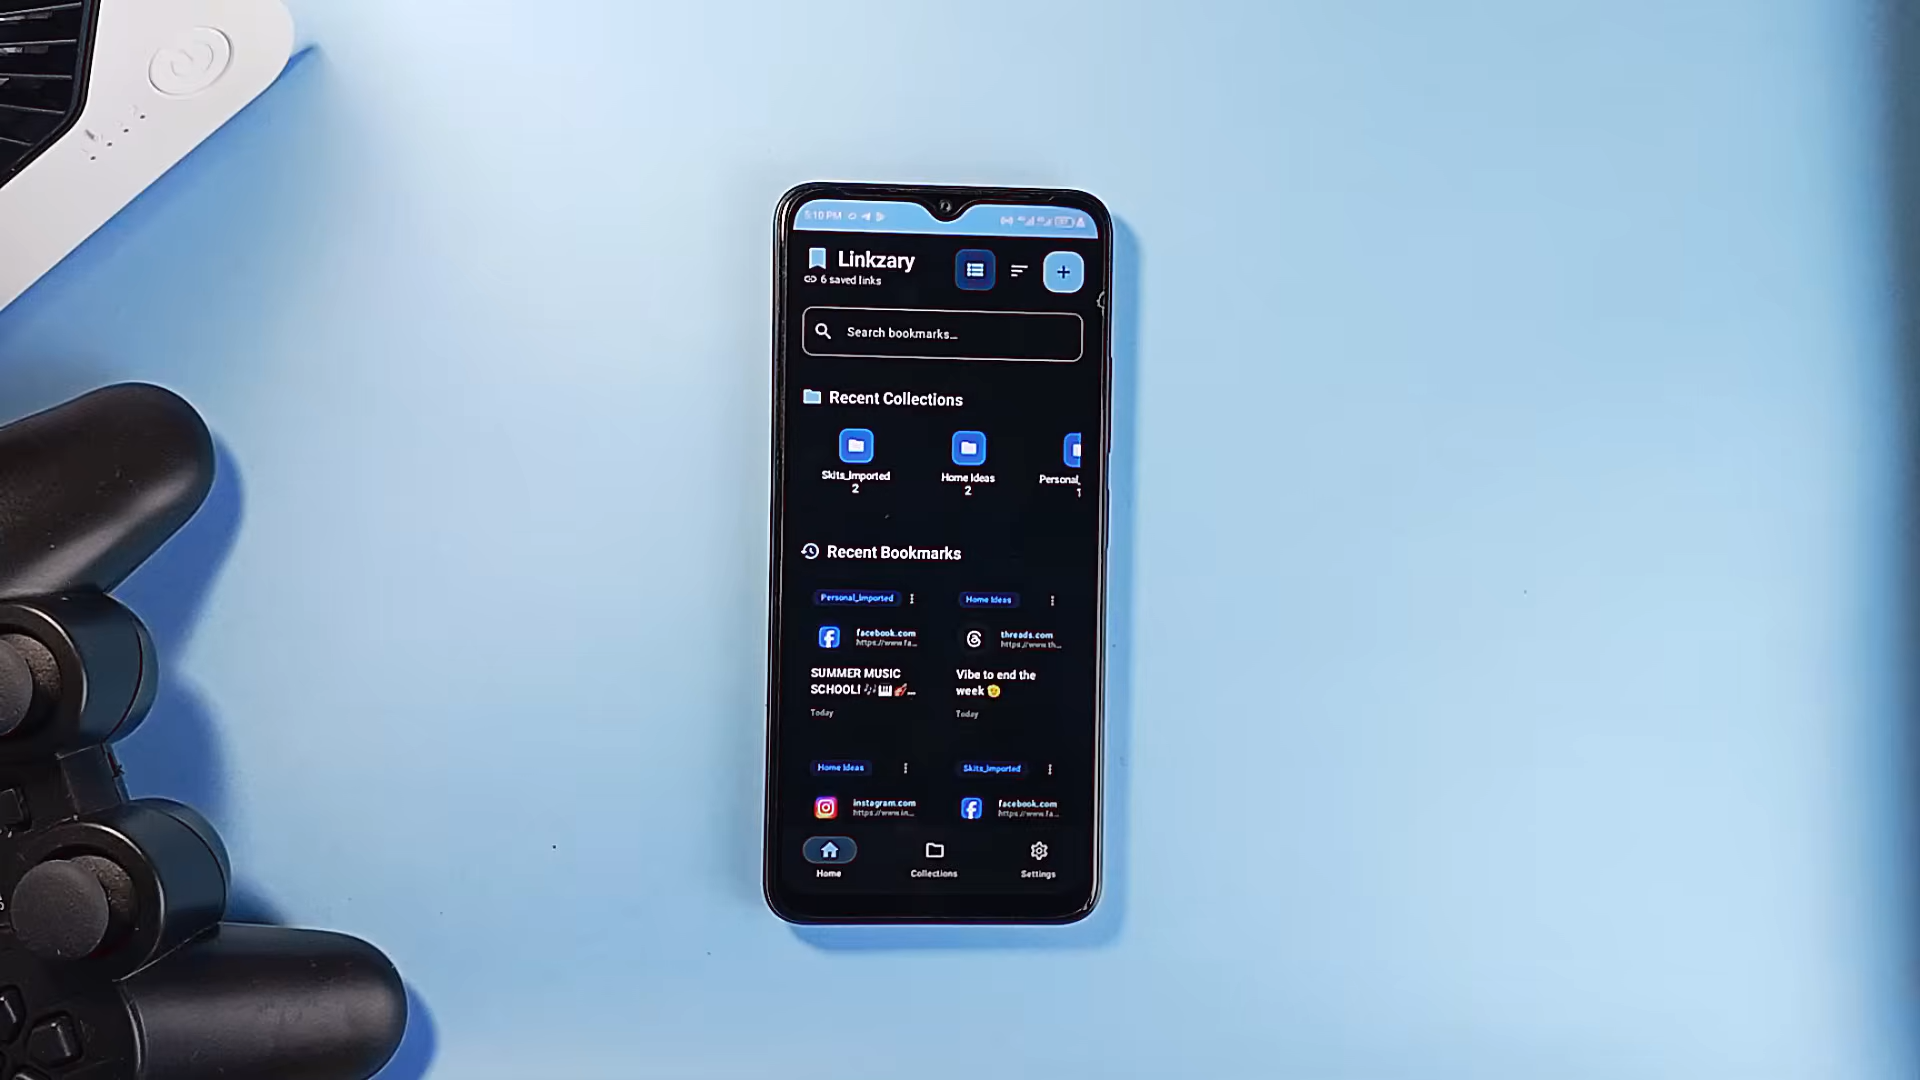 5:10 PM
Linkzary
6 saved links
Search bookmarks...
Recent Collections
Skits_Imported
2
Home Ideas
2
Personal_
1
Recent Bookmarks
Personal_Imported
facebook.com
https://www.fa...
SUMMER MUSIC
SCHOOL! 🎶🎹🎸...
Today
Home Ideas
threads.com
https://www.th...
Vibe to end the
week
Today
Home Ideas
instagram.com
https://www.in...
Skits_Imported
facebook.com
https://www.fa...
Home
Collections
Settings